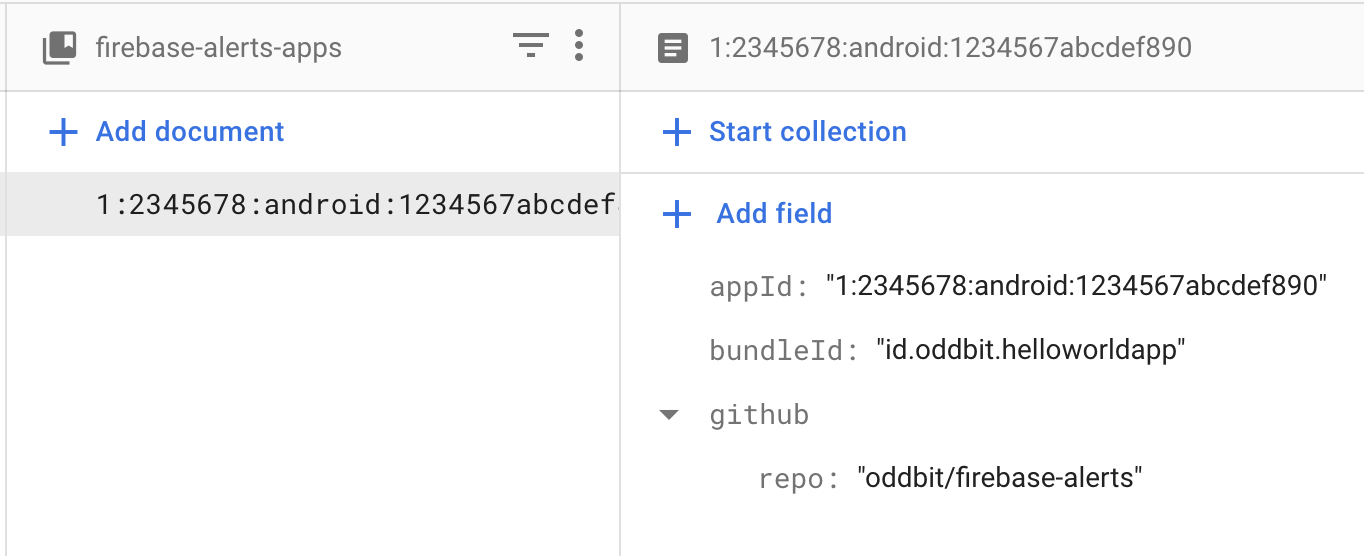 firebase-alerts-apps
1:2345678:android:1234567abcdef890
Add document
Start collection
1:2345678:android:1234567abcdef
Add field
appId: "1:2345678:android:1234567abcdef890"
bundleId: "id.oddbit.helloworldapp"
github
repo: "oddbit/firebase-alerts"